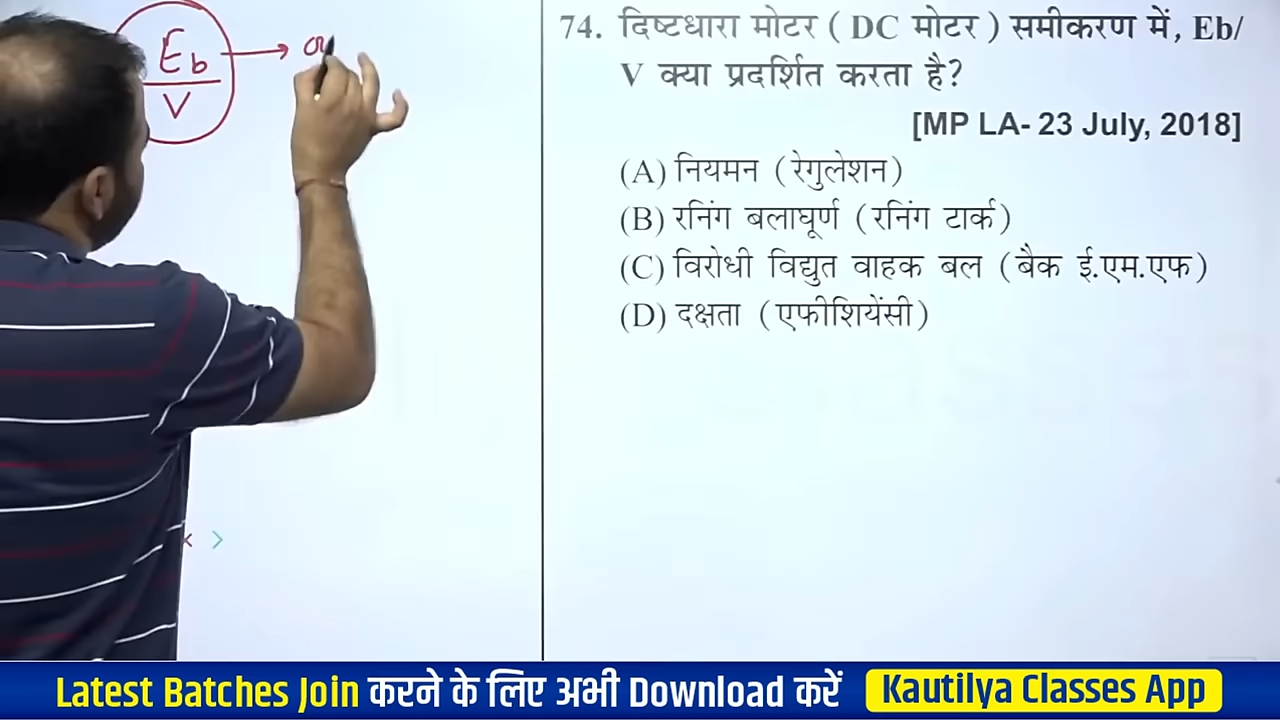 Eb
V
74. दिष्टधारा मोटर ( DC मोटर ) समीकरण में, Eb/
V क्या प्रदर्शित करता है?
[MP LA- 23 July, 2018]
(A) नियमन (रेगुलेशन)
(B) रनिंग बलाघूर्ण (रनिंग टार्क)
(C) विरोधी विद्युत वाहक बल (बैक ई.एम.एफ)
(D) दक्षता (एफीशियेंसी)
Latest Batches Join करने के लिए अभी Download करें Kautilya Classes App